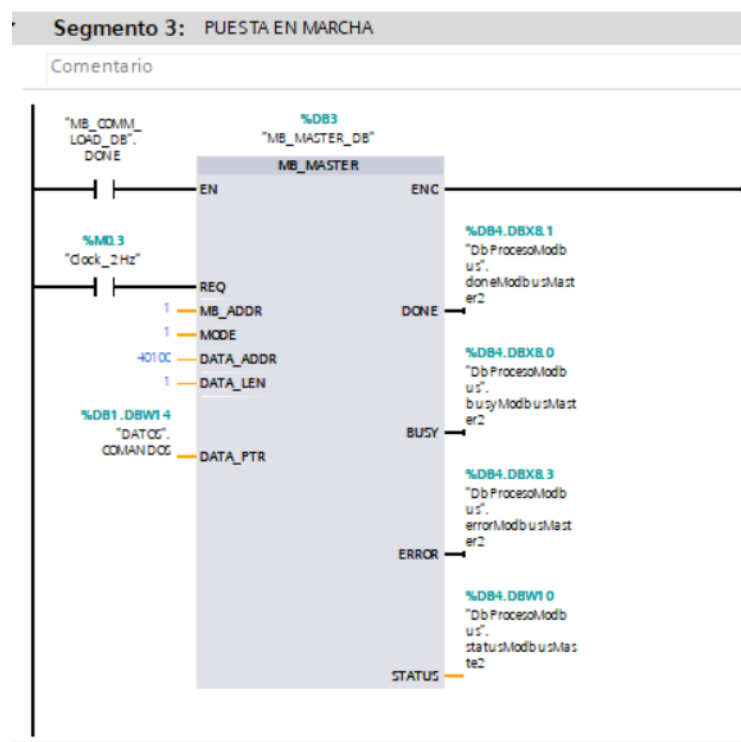 Segmento 3: PUESTA EN MARCHA
Comentario
"MB_COMM_
LOAD_DB".
DONE
%DB3
"MB_MASTER_DB"
MB_MASTER
EN
ENO
%M0.3
"Clock_2Hz"
REQ
1
MB_ADDR
1
MODE
40100
DATA_ADDR
1
DATA_LEN
%DB1.DBW14
"DATOS".
COMANDOS
DATA_PTR
%DB4.DBX8.1
"DbProcesoModb
us".
doneModbusMast
er2
DONE
%DB4.DBX8.0
"DbProcesoModb
us".
busyModbusMast
er2
BUSY
%DB4.DBX8.3
"DbProcesoModb
us".
errorModbusMast
er2
ERROR
%DB4.DBW10
"DbProcesoModb
us".
statusModbusMas
te2
STATUS